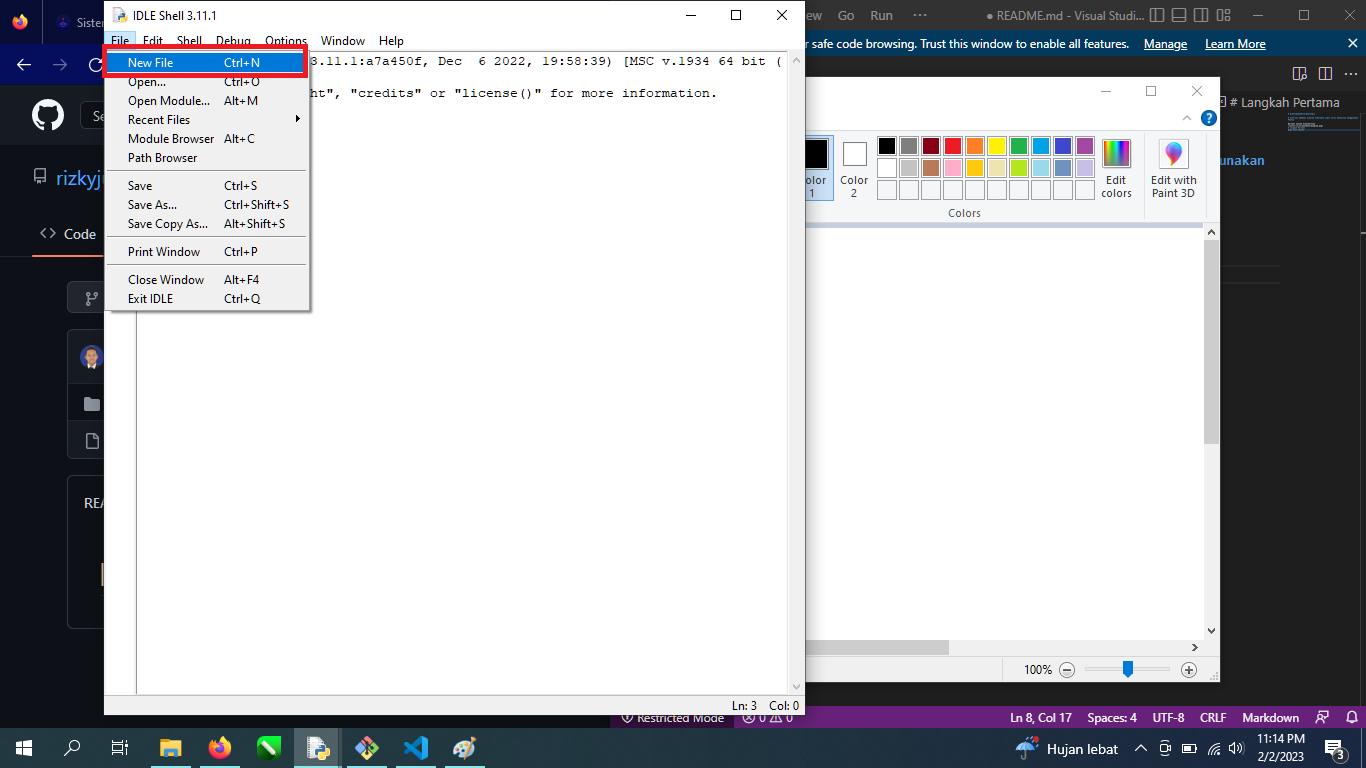 Sister
IDLE Shell 3.11.1
File Edit Shell Debug Options Window Help
New File Ctrl+N
Open... Ctrl+O
Open Module... Alt+M
Recent Files
Module Browser Alt+C
Path Browser
Save Ctrl+S
Save As... Ctrl+Shift+S
Save Copy As... Alt+Shift+S
Print Window Ctrl+P
Close Window Alt+F4
Exit IDLE Ctrl+Q
3.11.1:a7a450f, Dec 6 2022, 19:58:39) [MSC v.1934 64 bit (
ht", "credits" or "license()" for more information.
Ln: 3 Col: 0
ew Go Run ···
● README.md - Visual Studi...
r safe code browsing. Trust this window to enable all features. Manage Learn More
# Langkah Pertama
unakan
olor 1
Color 2
Edit colors
Edit with Paint 3D
Colors
100%
Se
rizkyj
Code
REA
Restricted Mode 0 0
Ln 8, Col 17 Spaces: 4 UTF-8 CRLF Markdown
Hujan lebat
11:14 PM
2/2/2023
3